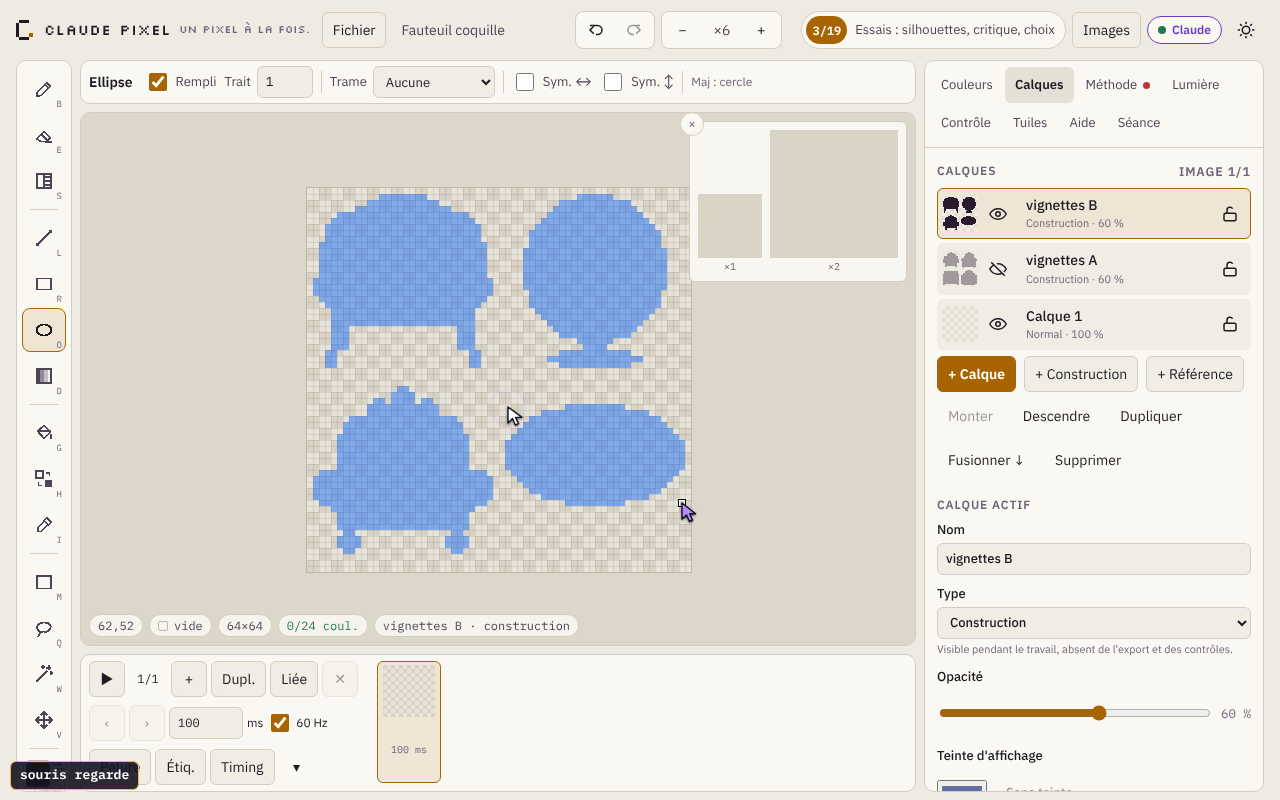 CLAUDE PIXEL
UN PIXEL À LA FOIS.
Fichier
Fauteuil coquille
− ×6 +
3/19
Essais : silhouettes, critique, choix
Images
Claude
Ellipse
Rempli
Trait
1
Trame
Aucune
Sym. ↔
Sym. ↕
Maj : cercle
B
E
S
L
R
O
D
G
H
I
M
Q
W
V
×
×1
×2
62,52
vide
64×64
0/24 coul.
vignettes B · construction
1/1
+
Dupl.
Liée
×
‹
›
100
ms
60 Hz
Étiq.
Timing
▼
100 ms
souris regarde
Couleurs
Calques
Méthode
Lumière
Contrôle
Tuiles
Aide
Séance
CALQUES
IMAGE 1/1
vignettes B
Construction · 60 %
vignettes A
Construction · 60 %
Calque 1
Normal · 100 %
+ Calque
+ Construction
+ Référence
Monter
Descendre
Dupliquer
Fusionner ↓
Supprimer
CALQUE ACTIF
Nom
vignettes B
Type
Construction
Visible pendant le travail, absent de l'export et des contrôles.
Opacité
60 %
Teinte d'affichage
Sans teinte